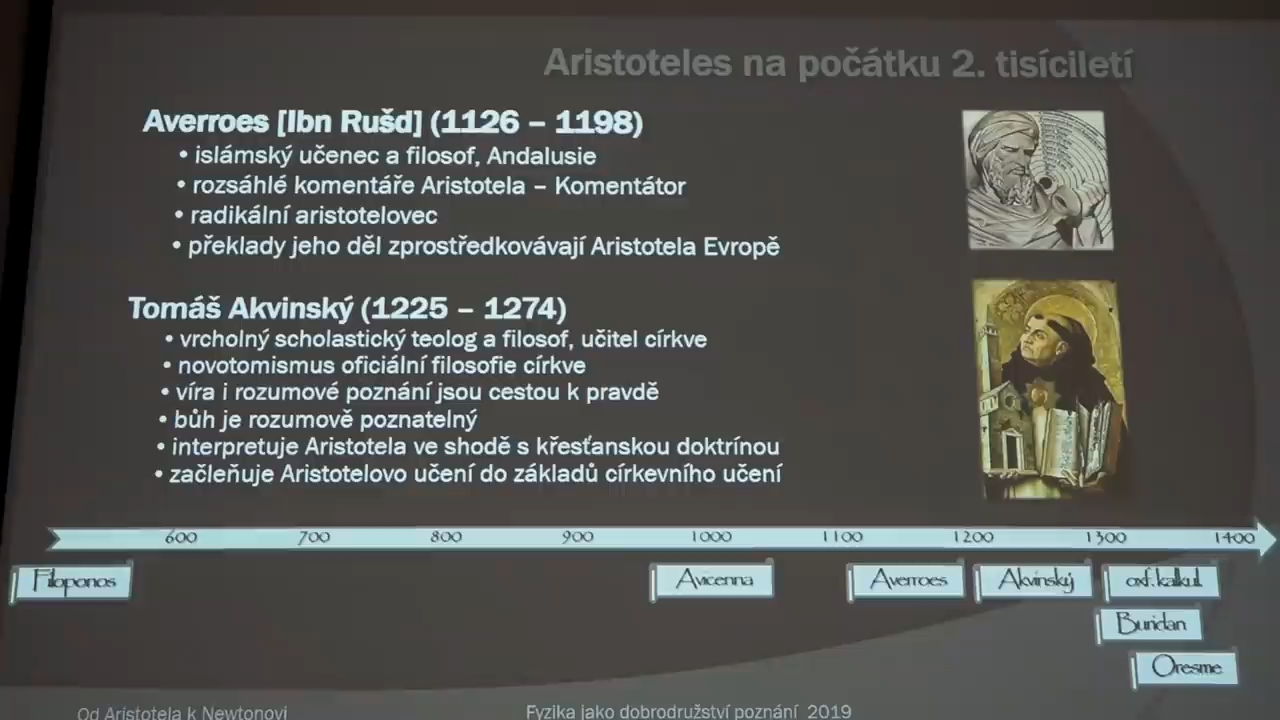 Aristoteles na počátku 2. tisíciletí
Averroes [Ibn Rušd] (1126 – 1198)
• islámský učenec a filosof, Andalusie
• rozsáhlé komentáře Aristotela – Komentátor
• radikální aristotelovec
• překlady jeho děl zprostředkovávají Aristotela Evropě
Tomáš Akvinský (1225 – 1274)
• vrcholný scholastický teolog a filosof, učitel církve
• novotomismus oficiální filosofie církve
• víra i rozumové poznání jsou cestou k pravdě
• bůh je rozumově poznatelný
• interpretuje Aristotela ve shodě s křesťanskou doktrínou
• začleňuje Aristotelovo učení do základů církevního učení
600 700 800 900 1000 1100 1200 1300 1400
Filoponos Avicenna Averroes Akvinský oxf. kalkul.
Buridan
Oresme
Od Aristotela k Newtonovi Fyzika jako dobrodružství poznání 2019